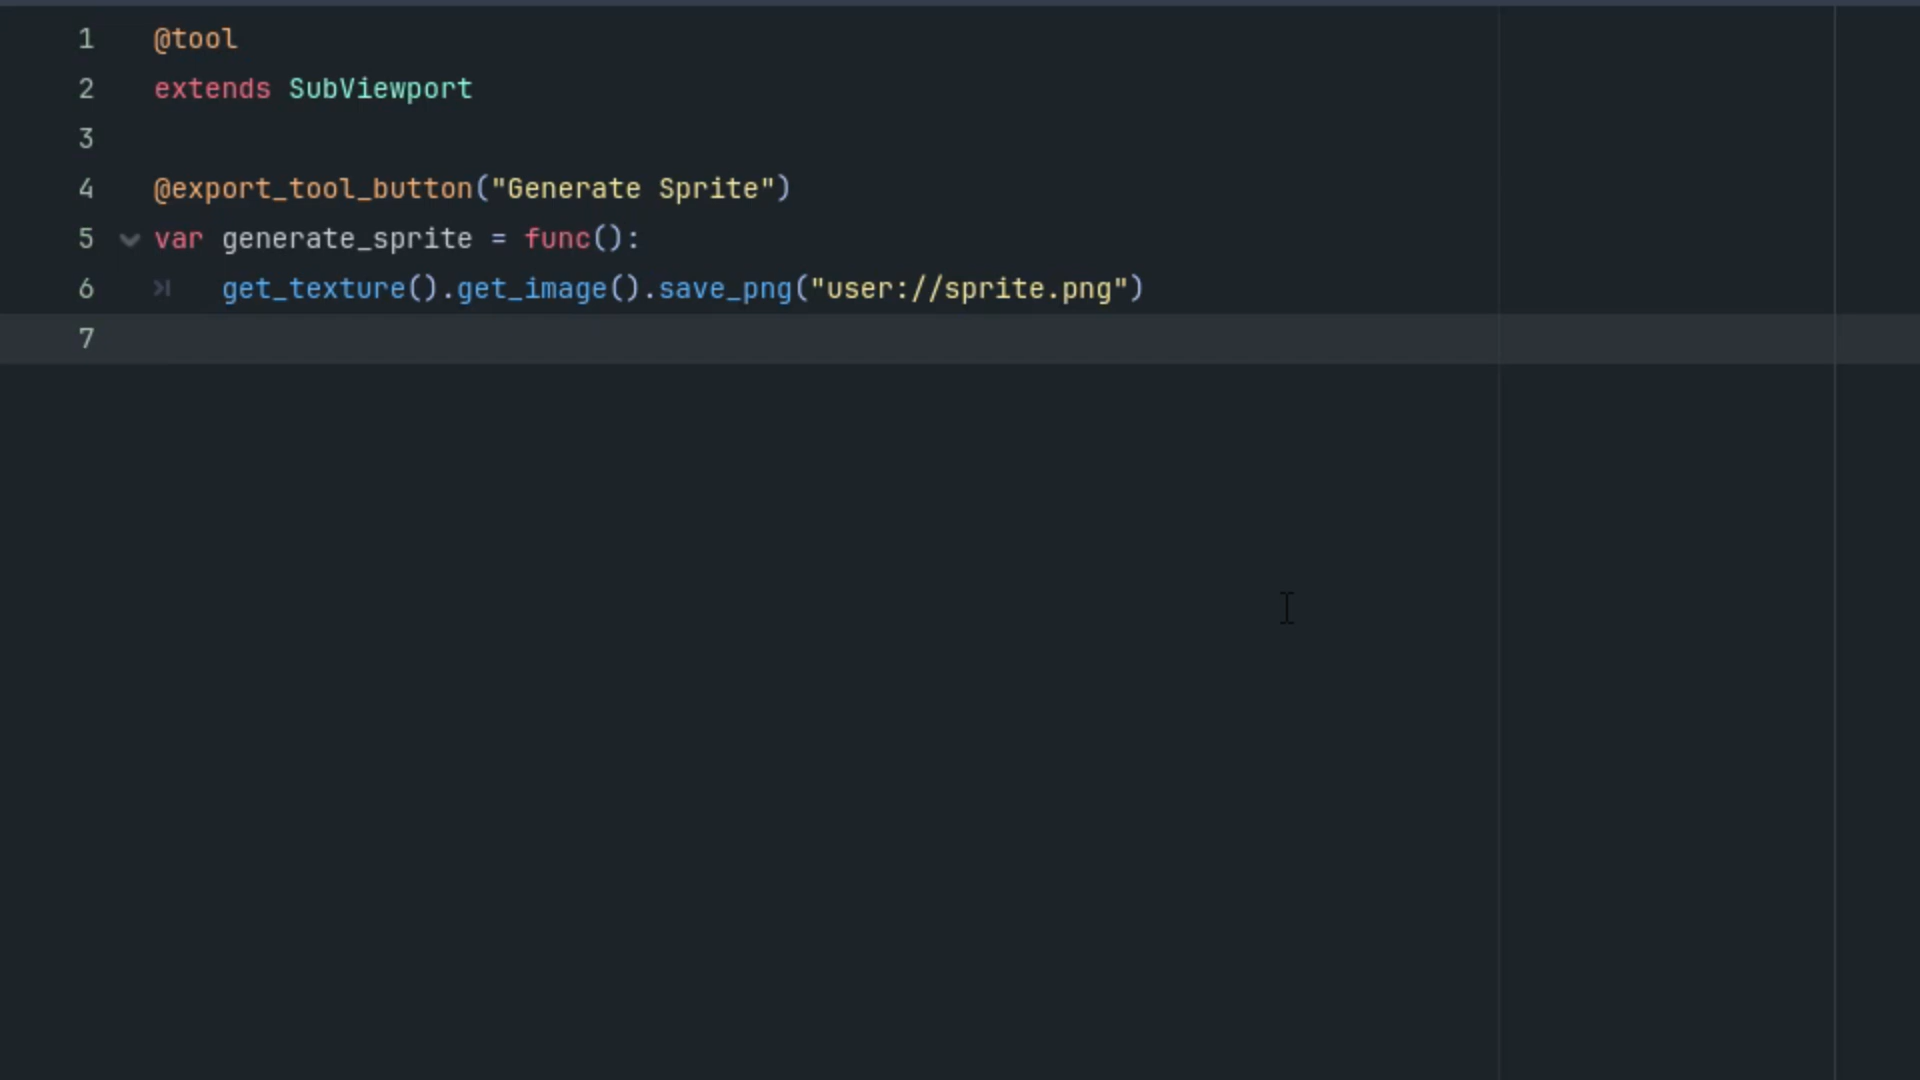 1 @tool
2 extends SubViewport
3
4 @export_tool_button("Generate Sprite")
5 var generate_sprite = func():
6 get_texture().get_image().save_png("user://sprite.png")
7